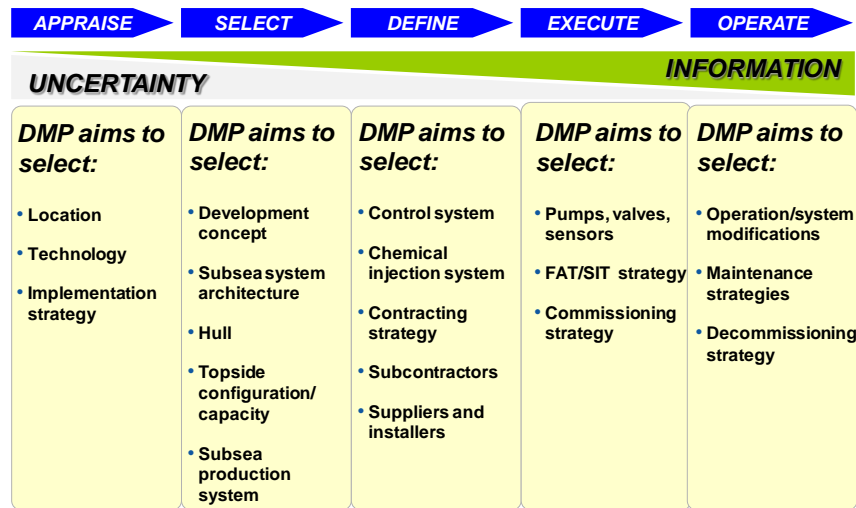 APPRAISE
SELECT
DEFINE
EXECUTE
OPERATE
UNCERTAINTY
INFORMATION
DMP aims to
select:
• Location
• Technology
• Implementation
strategy
DMP aims to
select:
• Development
concept
• Subsea system
architecture
• Hull
• Topside
configuration/
capacity
• Subsea
production
system
DMP aims to
select:
• Control system
• Chemical
injection system
• Contracting
strategy
• Subcontractors
• Suppliers and
installers
DMP aims to
select:
• Pumps, valves,
sensors
• FAT/SIT strategy
• Commissioning
strategy
DMP aims to
select:
• Operation/system
modifications
• Maintenance
strategies
• Decommissioning
strategy